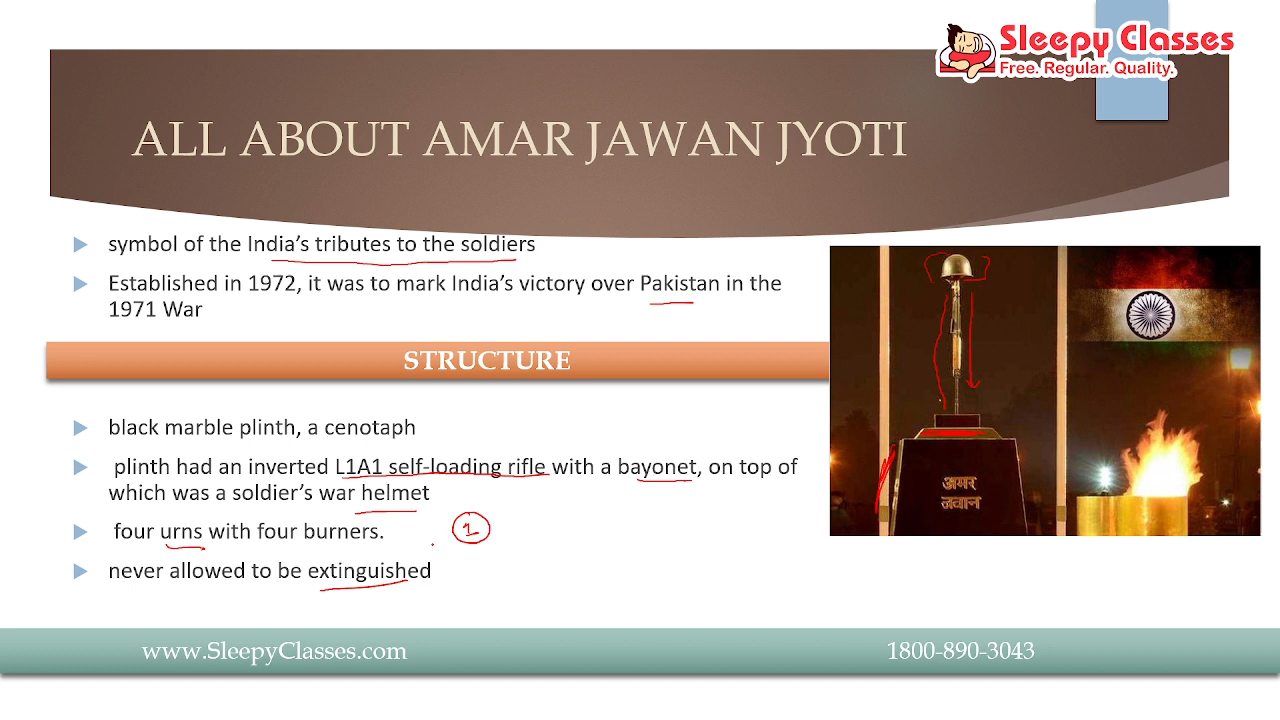 Sleepy Classes
Free. Regular. Quality.
ALL ABOUT AMAR JAWAN JYOTI
symbol of the India's tributes to the soldiers
Established in 1972, it was to mark India's victory over Pakistan in the
1971 War
STRUCTURE
black marble plinth, a cenotaph
plinth had an inverted L1A1 self-loading rifle with a bayonet, on top of
which was a soldier's war helmet
four urns with four burners.
1
never allowed to be extinguished
अमर
जवान
www.SleepyClasses.com
1800-890-3043